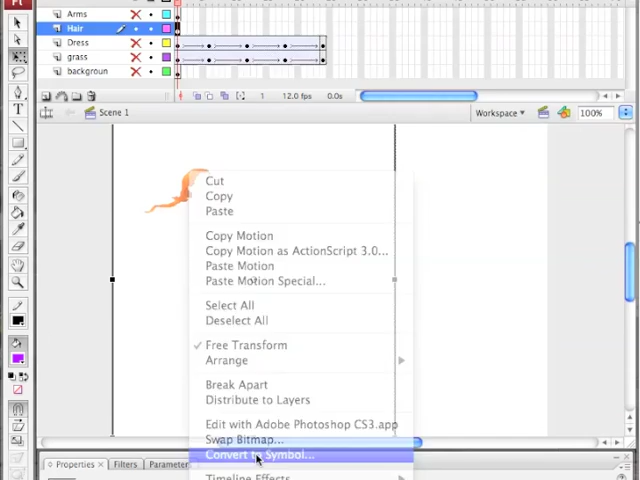 Ft
Arms
Hair
Dress
grass
backgroun
1
12.0 fps
0.0s
Scene 1
Workspace
100%
Cut
Copy
Paste
Copy Motion
Copy Motion as ActionScript 3.0...
Paste Motion
Paste Motion Special...
Select All
Deselect All
Free Transform
Arrange
Break Apart
Distribute to Layers
Edit with Adobe Photoshop CS3.app
Swap Bitmap...
Convert to Symbol...
Timeline Effects
Properties
Filters
Parameter